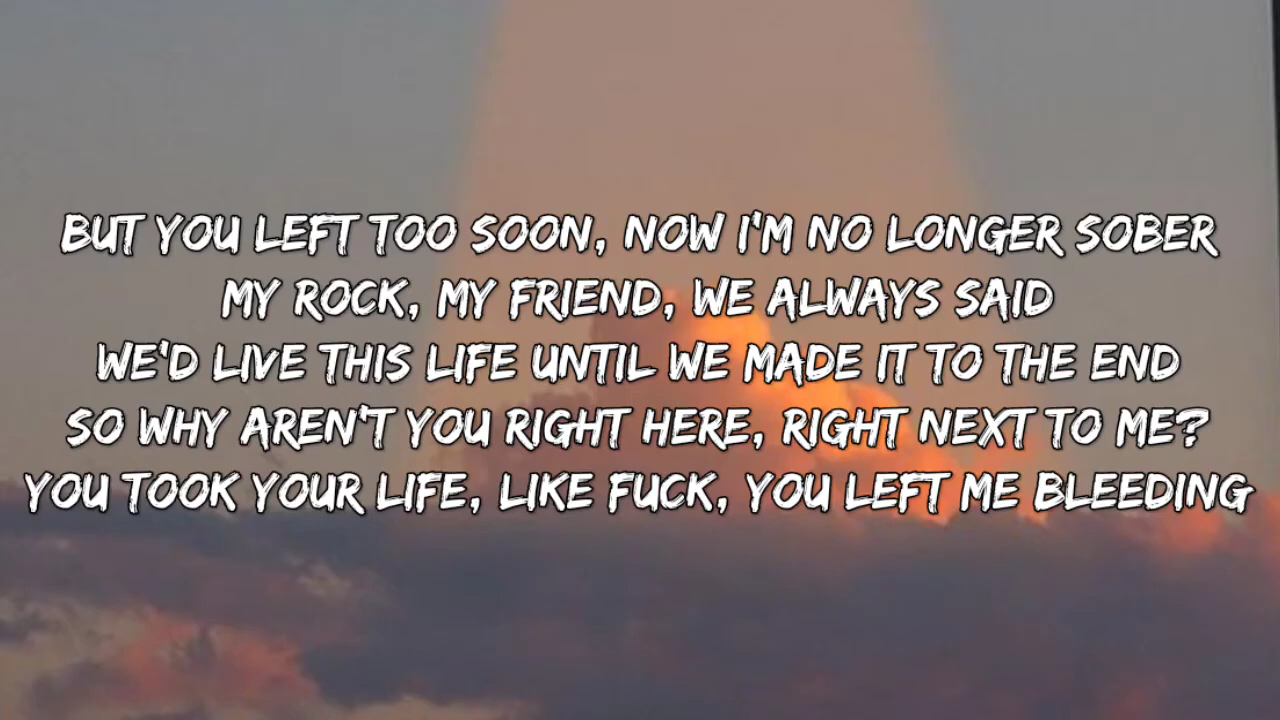 BUT YOU LEFT TOO SOON, NOW I'M NO LONGER SOBER
MY ROCK, MY FRIEND, WE ALWAYS SAID
WE'D LIVE THIS LIFE UNTIL WE MADE IT TO THE END
SO WHY AREN'T YOU RIGHT HERE, RIGHT NEXT TO ME?
YOU TOOK YOUR LIFE, LIKE FUCK, YOU LEFT ME BLEEDING